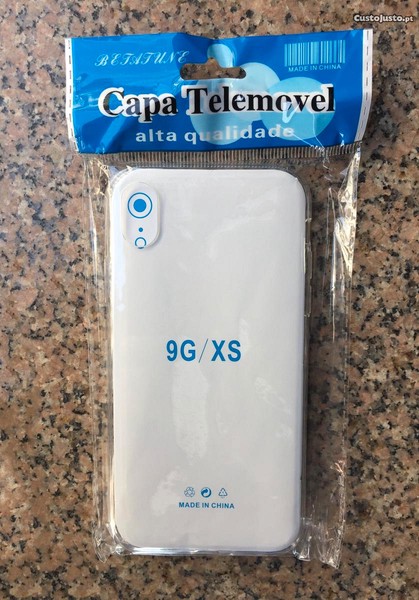 CustoJusto.pt
BETATUNE
MADE IN CHINA
Capa Telemovel
alta qualidade
9G/XS
MADE IN CHINA